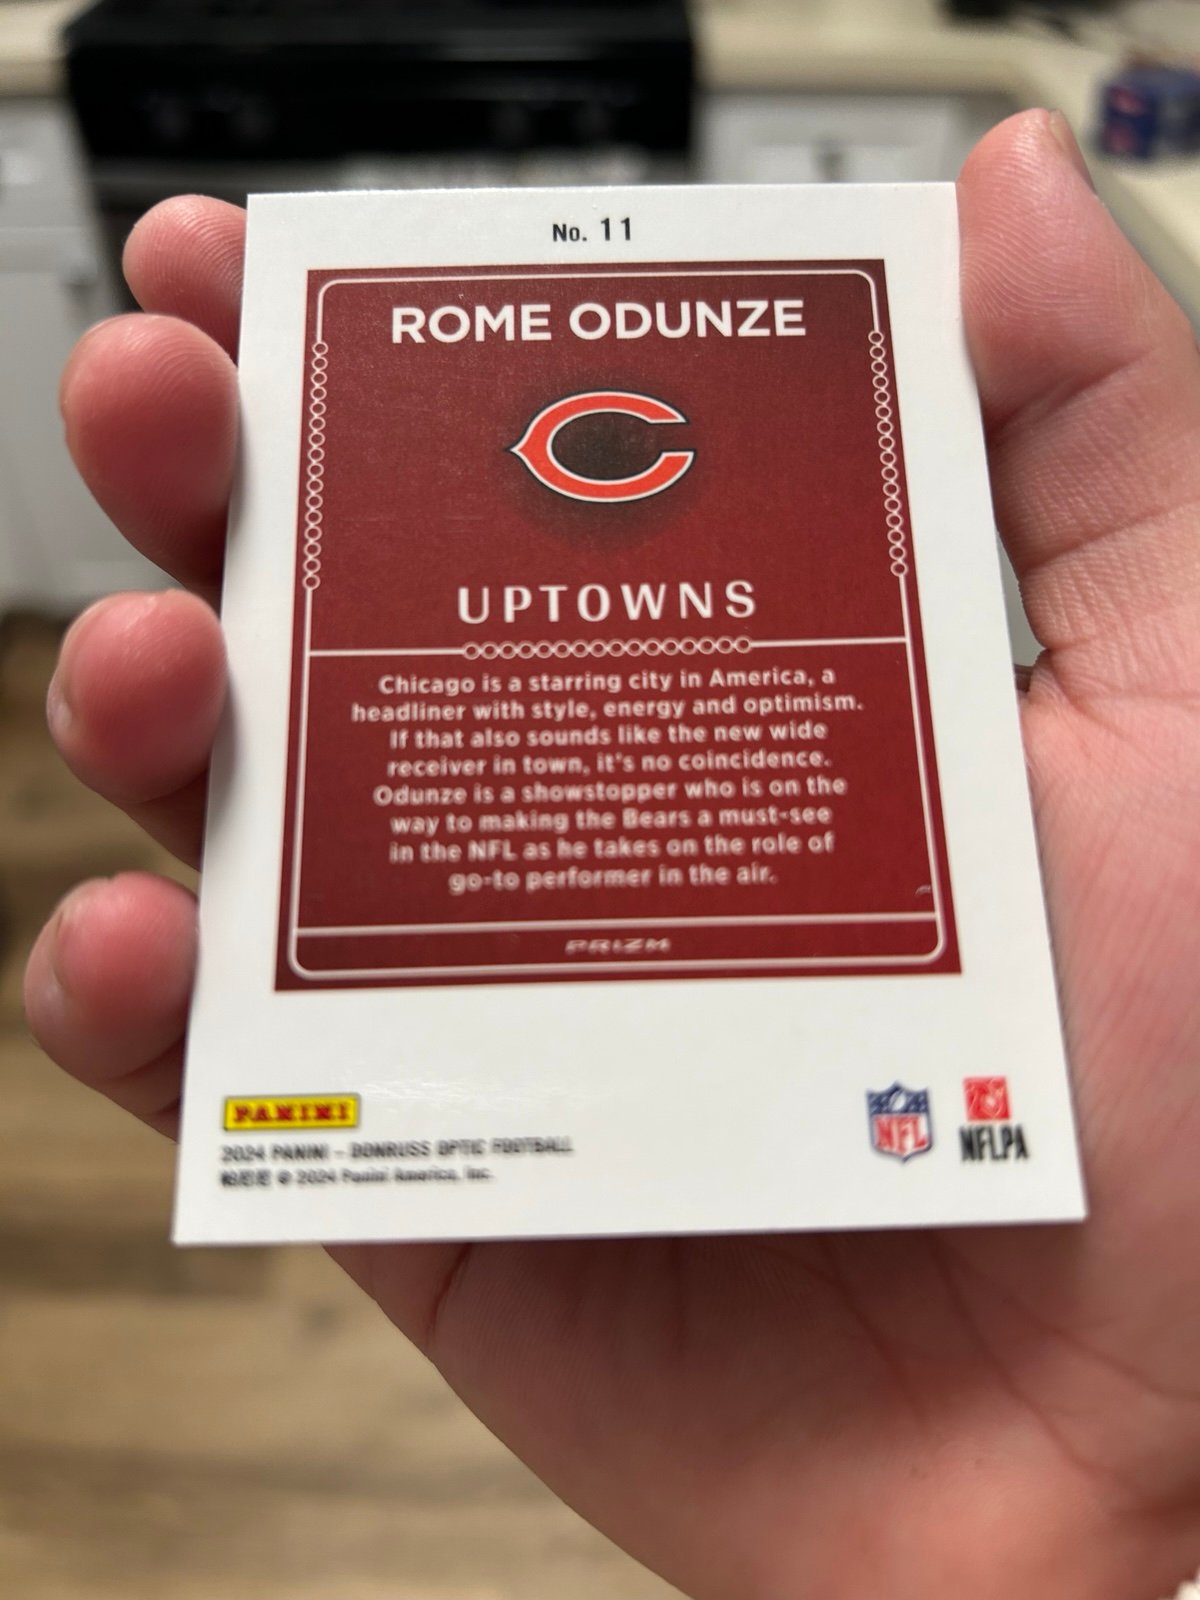 No. 11
ROME ODUNZE
UPTOWNS
Chicago is a starring city in America, a
headliner with style, energy and optimism.
If that also sounds like the new wide
receiver in town, it's no coincidence.
Odunze is a showstopper who is on the
way to making the Bears a must-see
in the NFL as he takes on the role of
go-to performer in the air.
PRIZM
PANINI
2024 PANINI – DONRUSS OPTIC FOOTBALL
© 2024 Panini America, Inc.
NFL
NFLPA